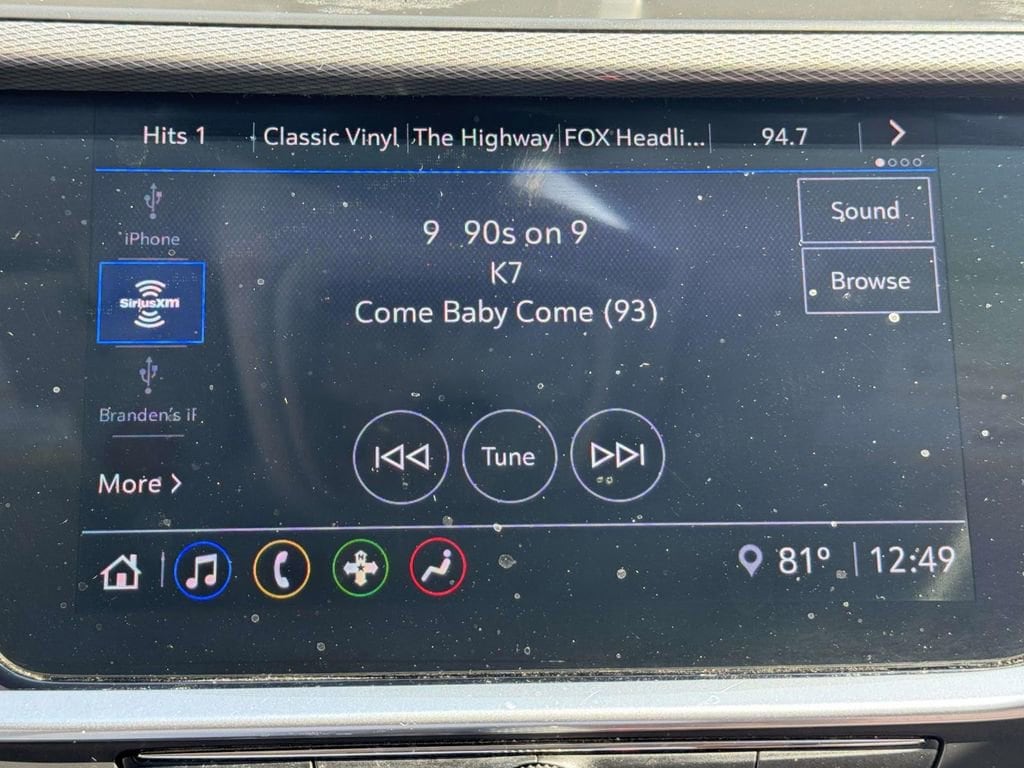 Hits 1 Classic Vinyl The Highway FOX Headli... 94.7 >
iPhone
SiriusXM
Branden's iF
More >
9 90s on 9
K7
Come Baby Come (93)
Sound
Browse
Tune
N
81° 12:49